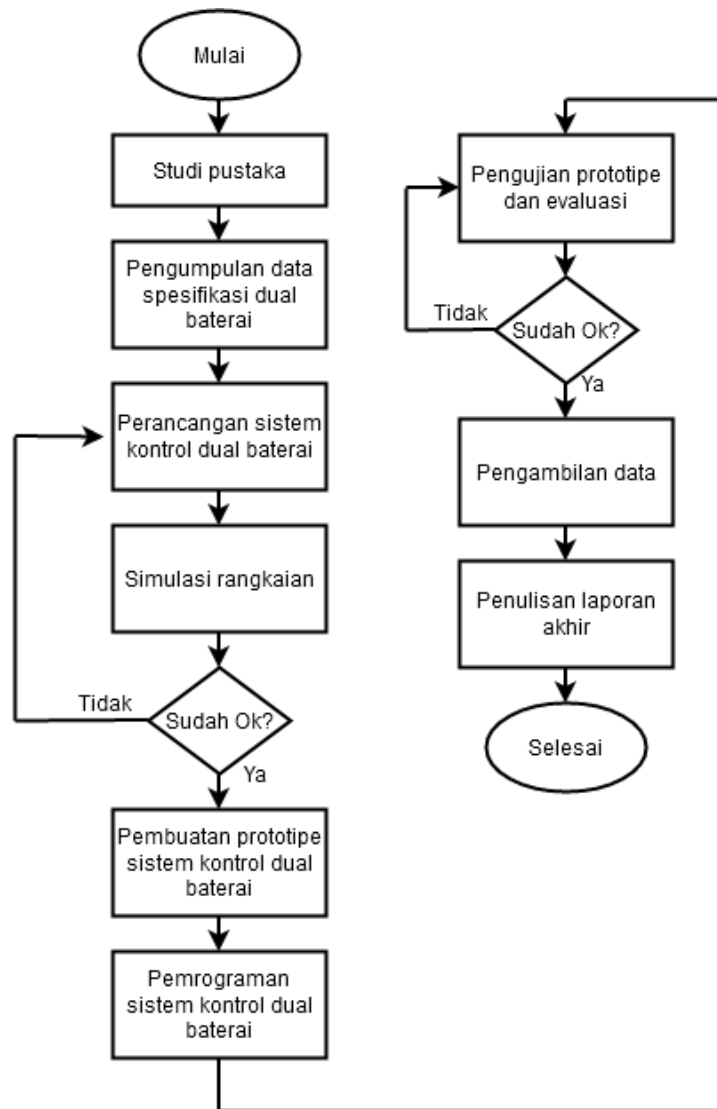 Mulai
Studi pustaka
Pengumpulan data
spesifikasi dual
baterai
Perancangan sistem
kontrol dual baterai
Simulasi rangkaian
Tidak
Sudah Ok?
Ya
Pembuatan prototipe
sistem kontrol dual
baterai
Pemrograman
sistem kontrol dual
baterai
Pengujian prototipe
dan evaluasi
Tidak
Sudah Ok?
Ya
Pengambilan data
Penulisan laporan
akhir
Selesai